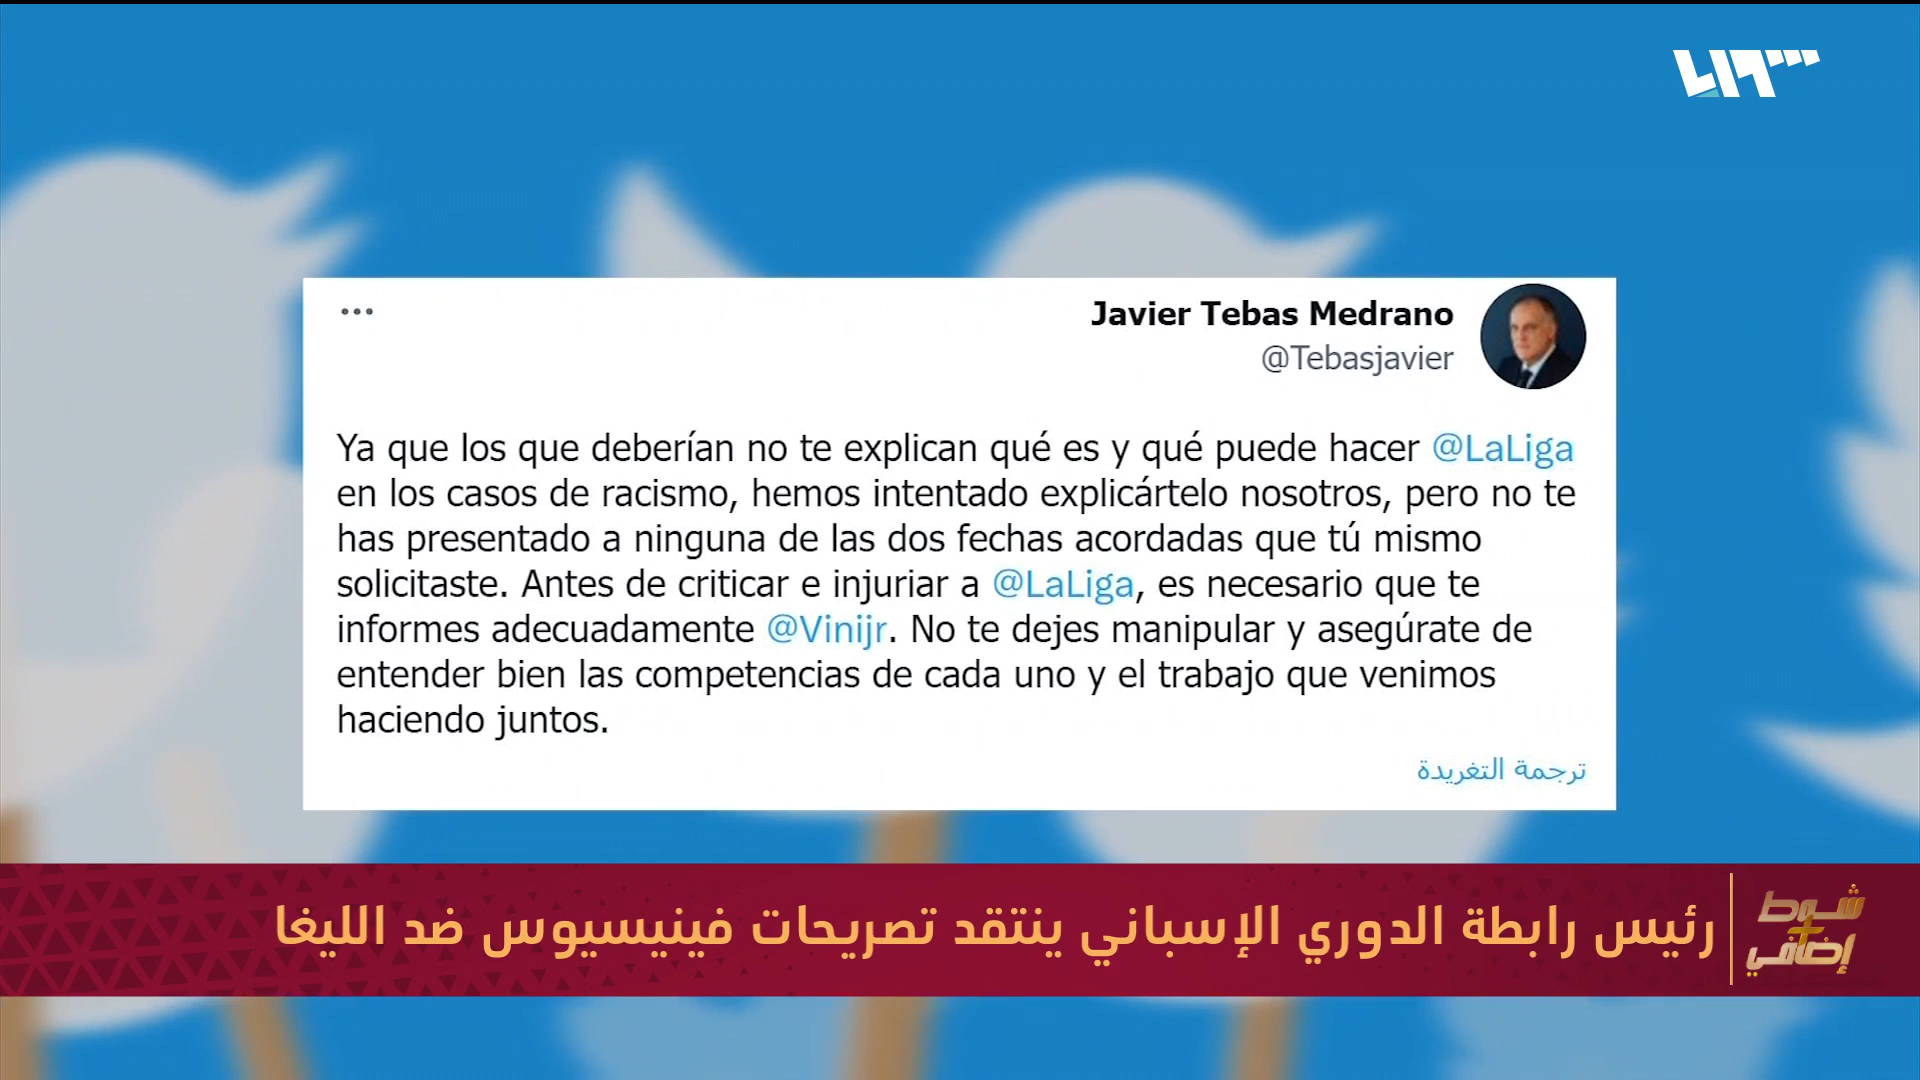 سوريا
Javier Tebas Medrano
@Tebasjavier
Ya que los que deberían no te explican qué es y qué puede hacer @LaLiga
en los casos de racismo, hemos intentado explicártelo nosotros, pero no te
has presentado a ninguna de las dos fechas acordadas que tú mismo
solicitaste. Antes de criticar e injuriar a @LaLiga, es necesario que te
informes adecuadamente @Vinijr. No te dejes manipular y asegúrate de
entender bien las competencias de cada uno y el trabajo que venimos
haciendo juntos.
ترجمة التغريدة
شوط
+
إضافي
رئيس رابطة الدوري الإسباني ينتقد تصريحات فينيسيوس ضد الليغا